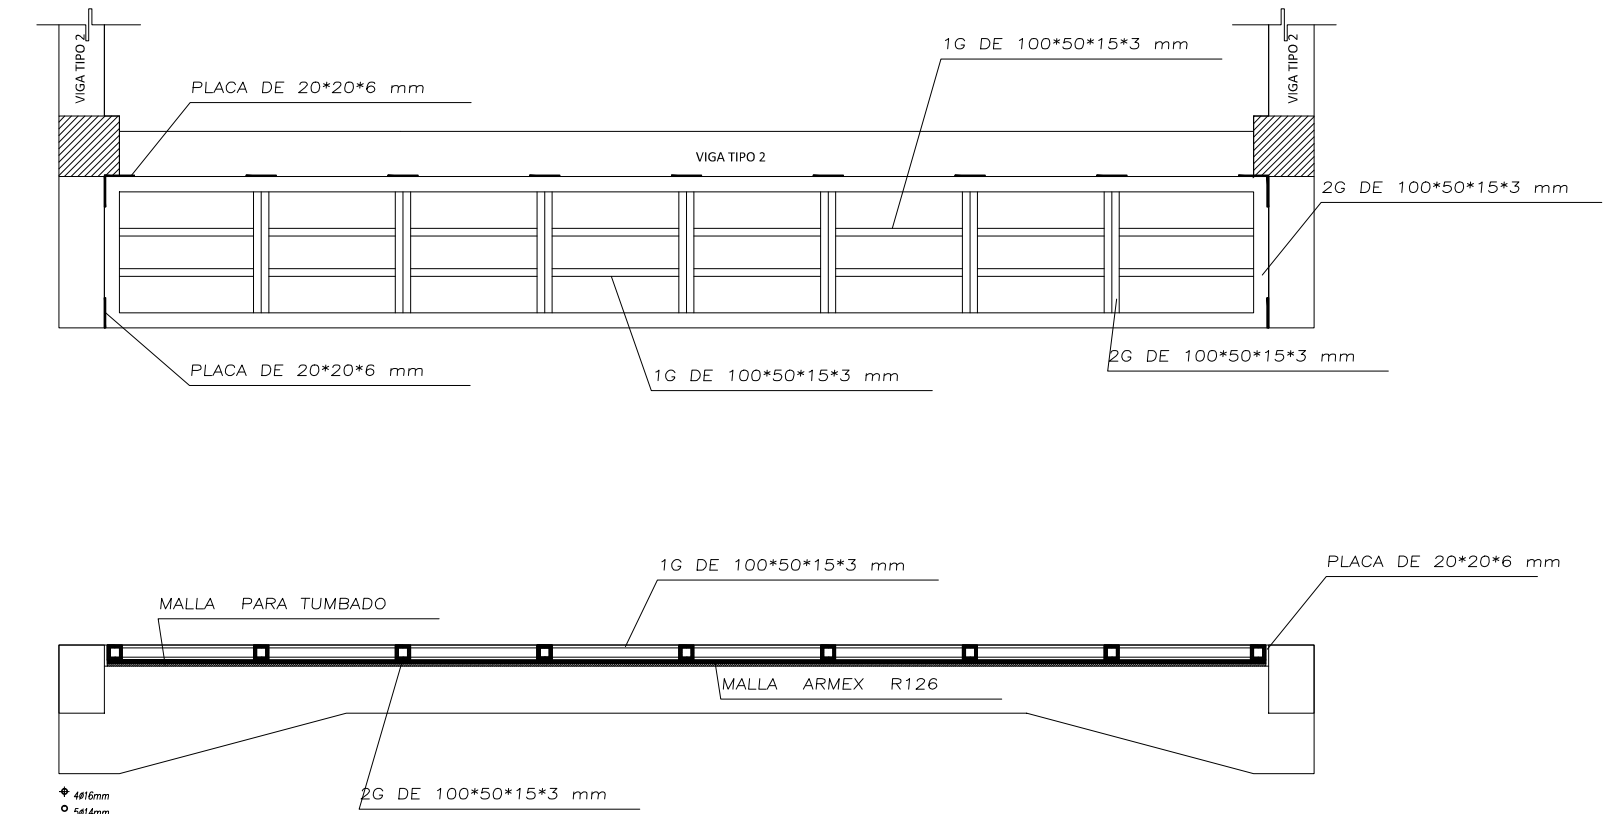 1G DE 100*50*15*3 mm
VIGA TIPO 2
VIGA TIPO 2
PLACA DE 20*20*6 mm
VIGA TIPO 2
2G DE 100*50*15*3 mm
2G DE 100*50*15*3 mm
PLACA DE 20*20*6 mm
1G DE 100*50*15*3 mm
1G DE 100*50*15*3 mm
PLACA DE 20*20*6 mm
MALLA PARA TUMBADO
MALLA ARMEX R126
2G DE 100*50*15*3 mm
4ø16mm
5ø14mm